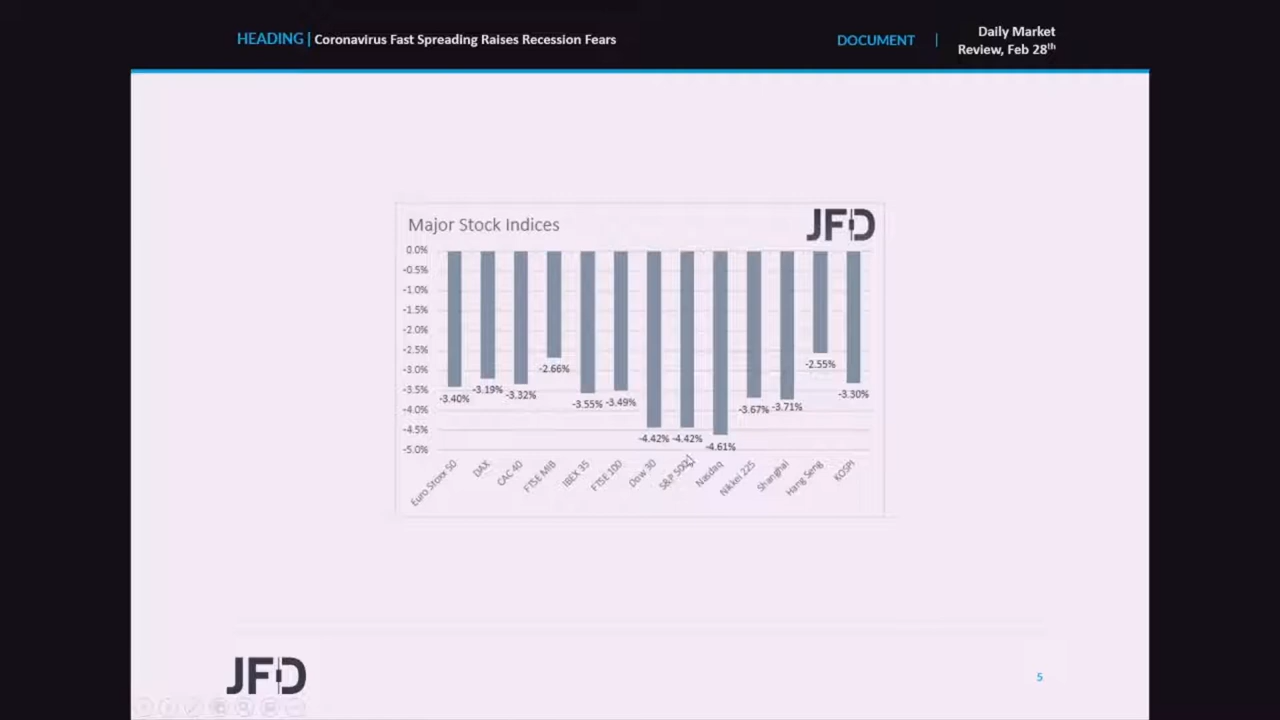 HEADING | Coronavirus Fast Spreading Raises Recession Fears
DOCUMENT | Daily Market
Review, Feb 28th
Major Stock Indices
JFD
0.0%
-0.5%
-1.0%
-1.5%
-2.0%
-2.5%
-3.0%
-3.5%
-4.0%
-4.5%
-5.0%
-3.40%
-3.19%
-3.32%
-2.66%
-3.55%
-3.49%
-4.42%
-4.42%
-4.61%
-3.67%
-3.71%
-2.55%
-3.30%
Euro Stoxx 50
DAX
CAC 40
FTSE MIB
IBEX 35
FTSE 100
Dow 30
S&P 500
Nasdaq
Nikkei 225
Shanghai
Hang Seng
KOSPI
JFD
5